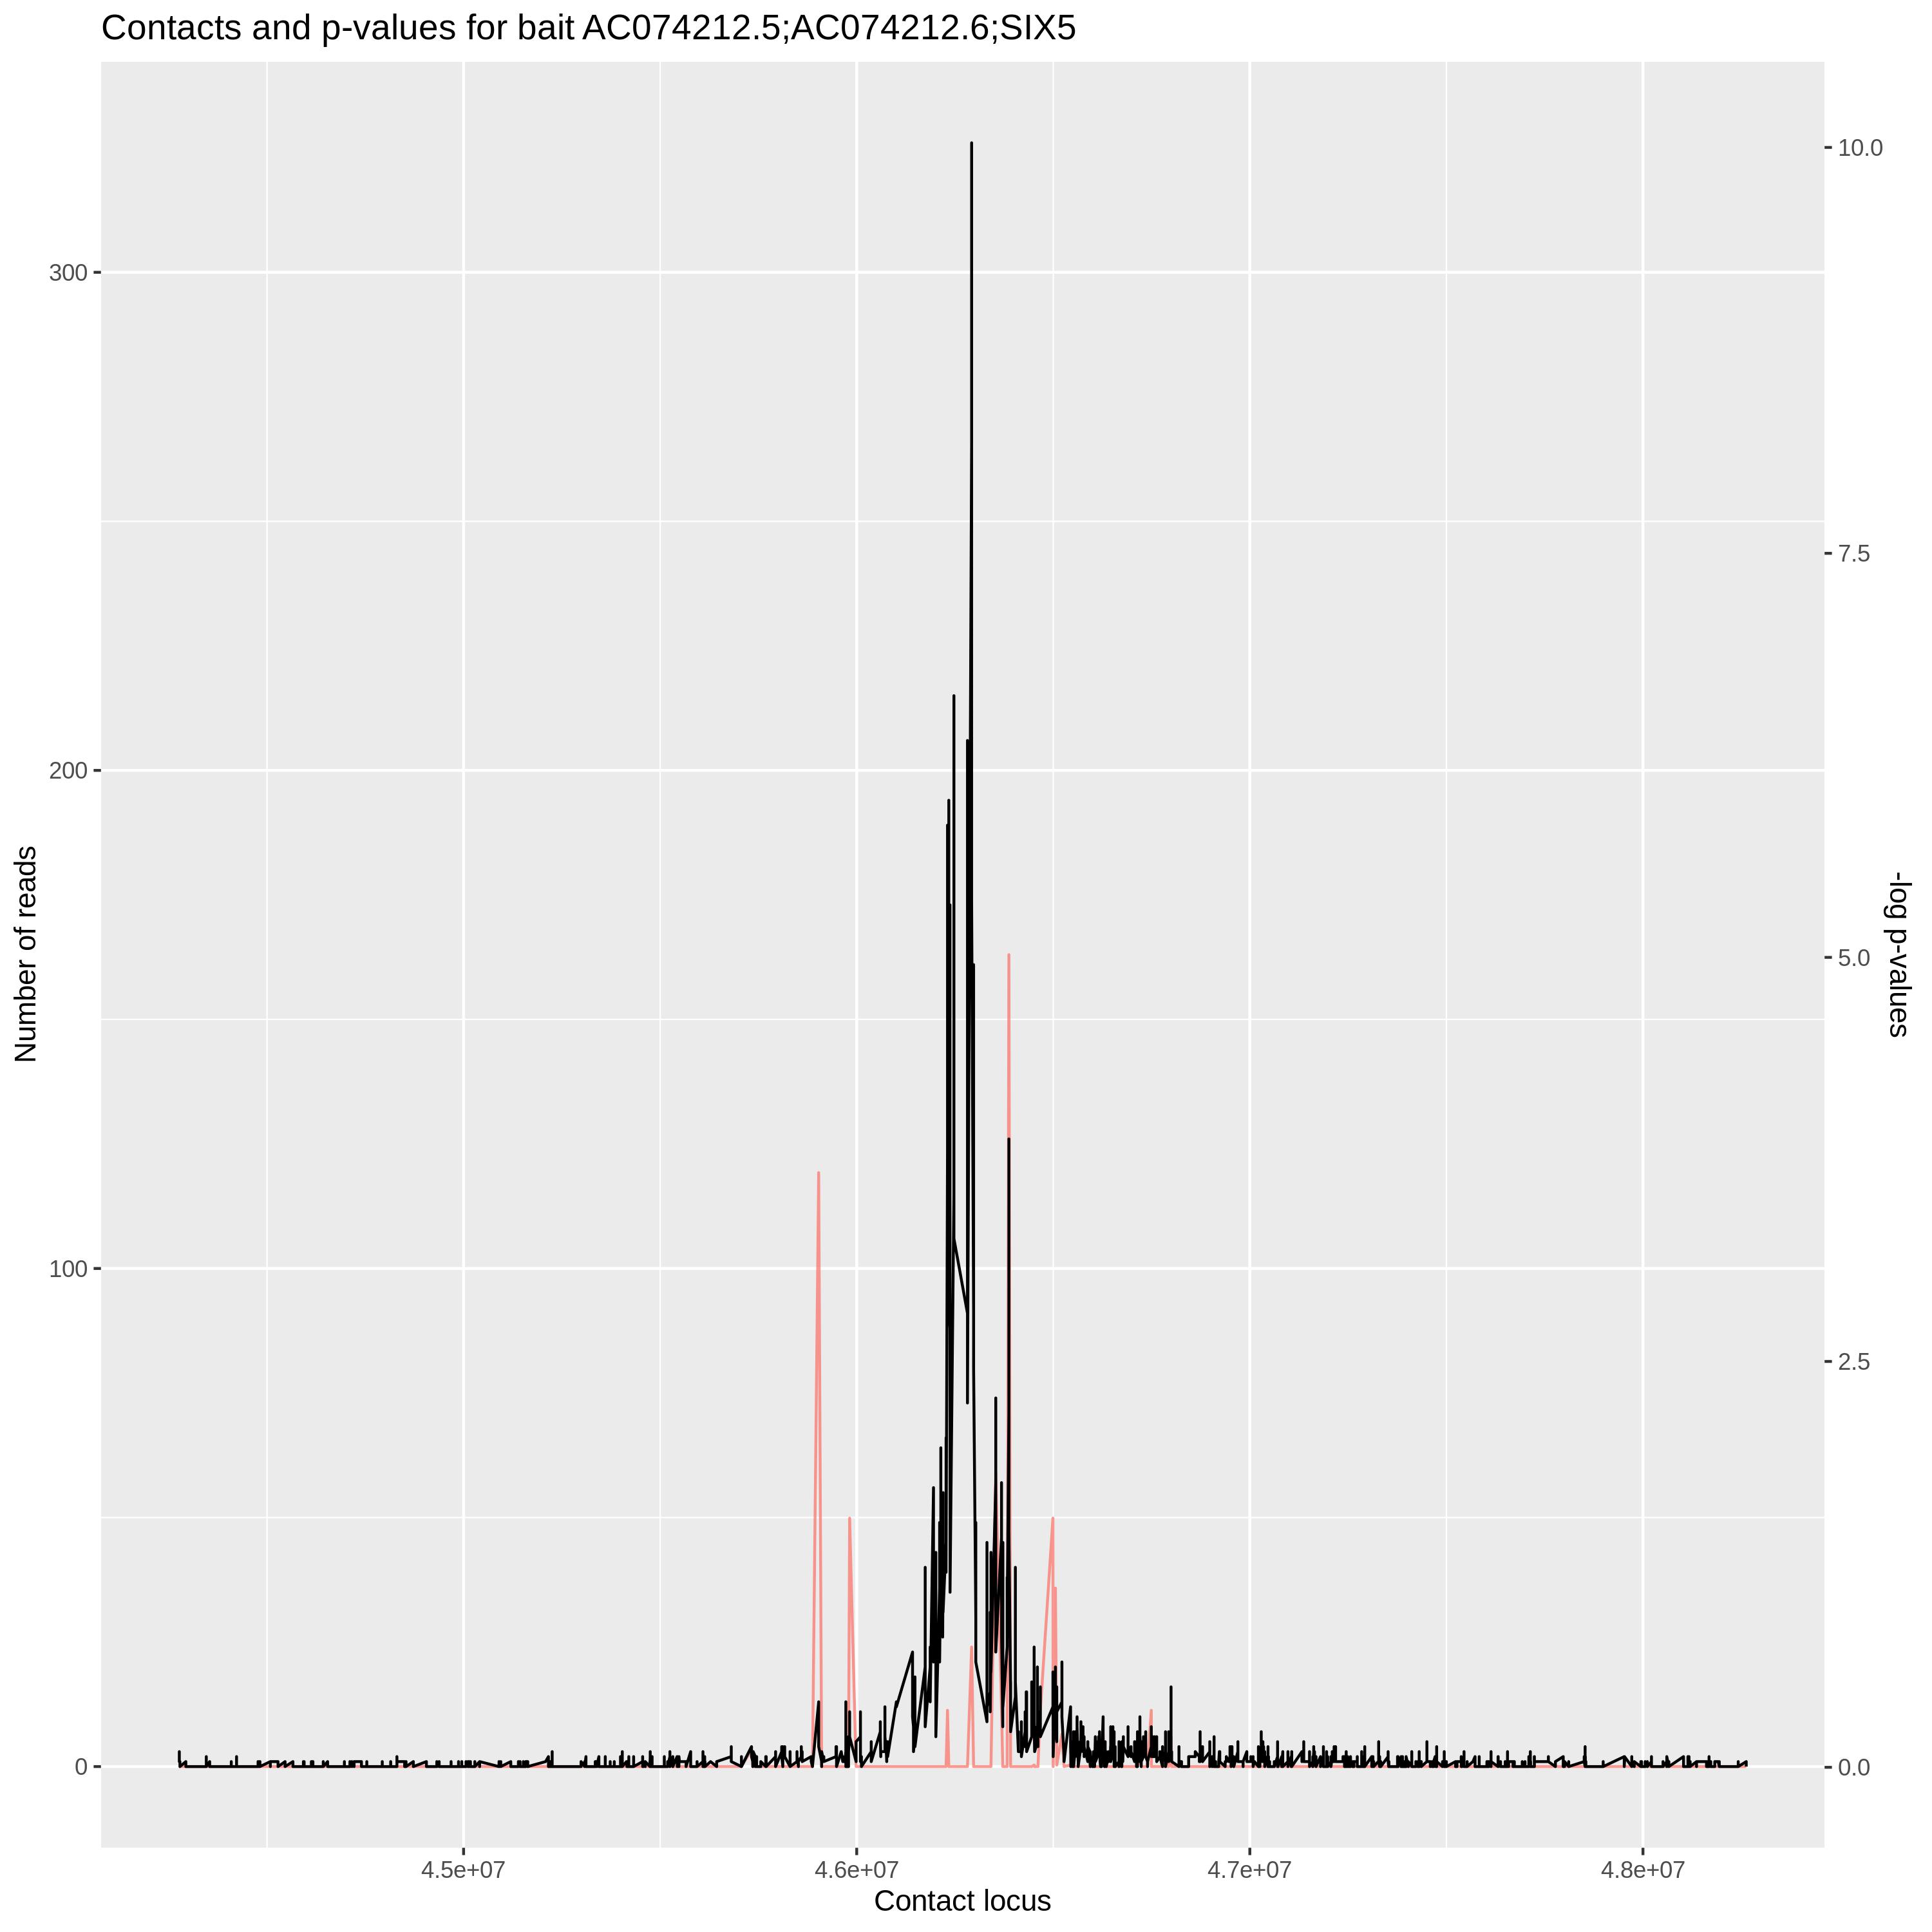 Contacts and p-values for bait AC074212.5;AC074212.6;SIX5
10.0
300
7.5
200
Number of reads
-log p-values
5.0
100
2.5
0
0.0
4.5e+07
4.6e+07
4.7e+07
4.8e+07
Contact locus